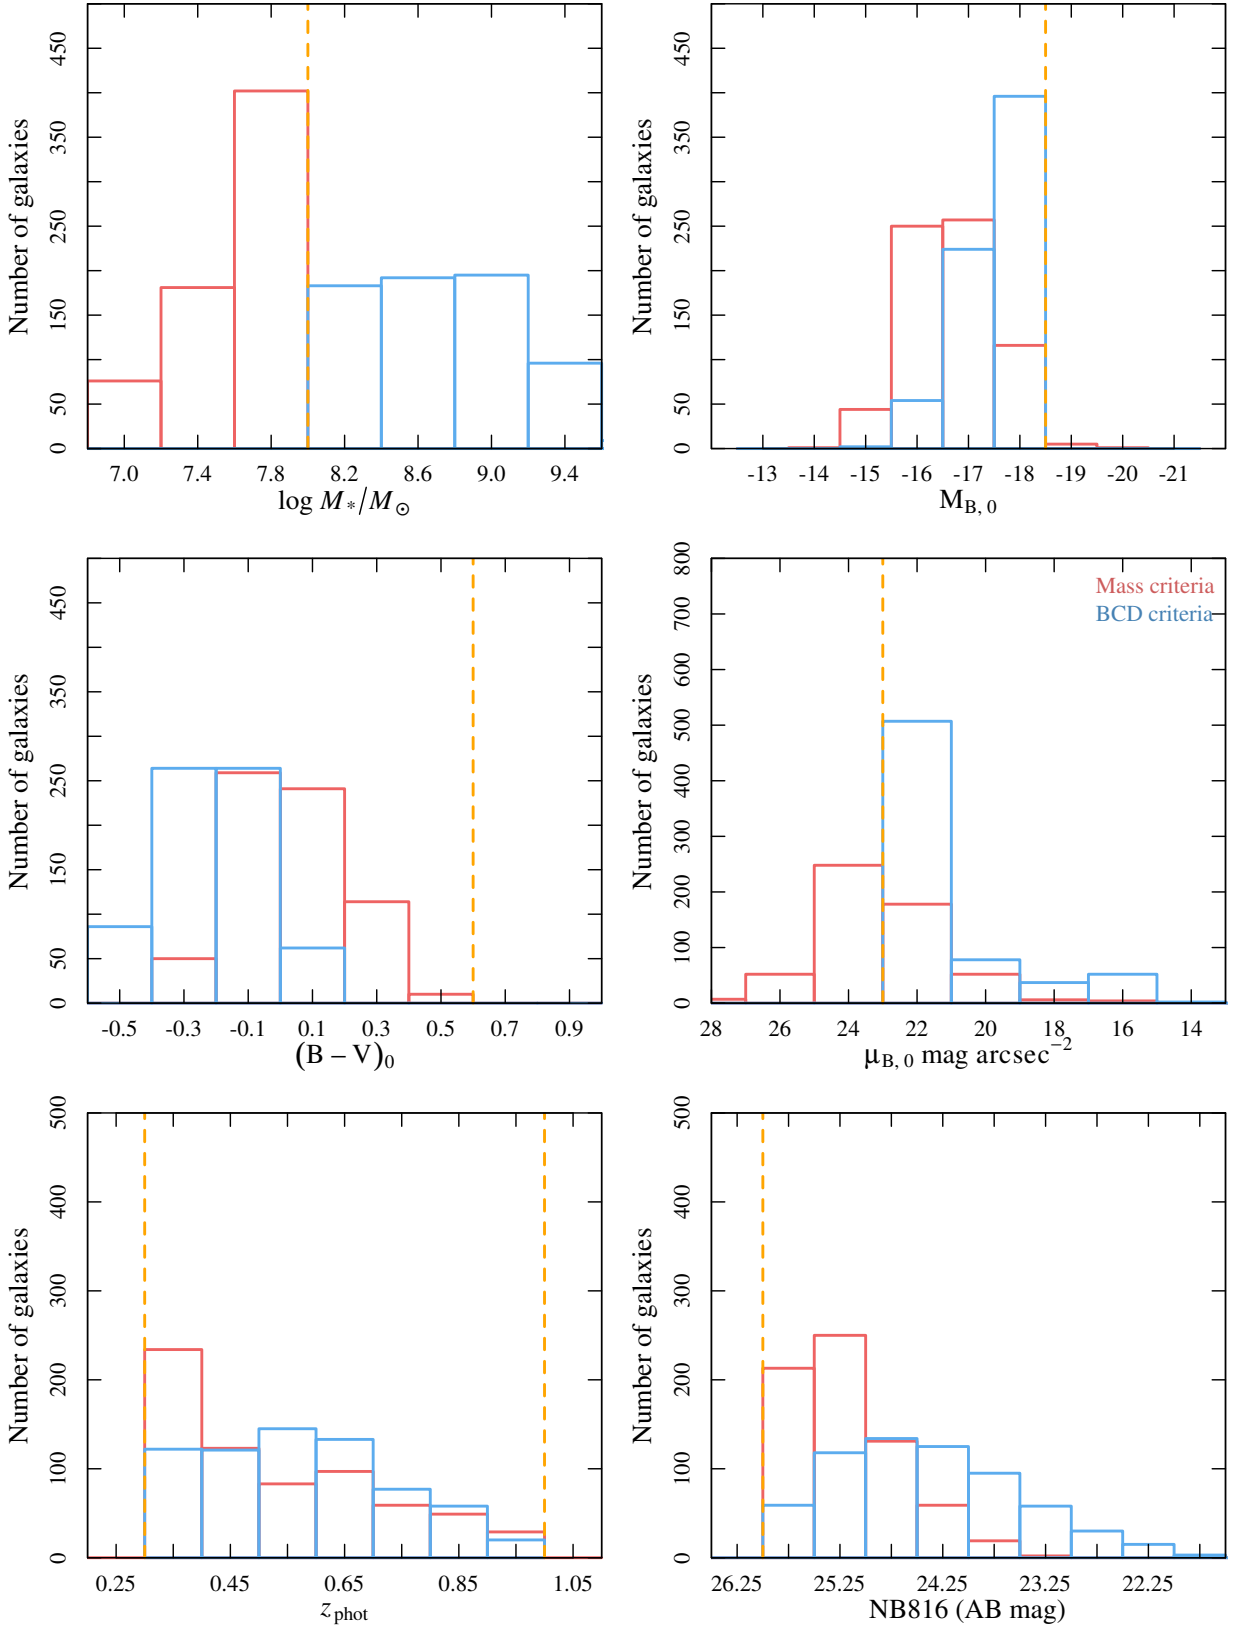 Number of galaxies
0 50 150 250 350 450
7.0 7.4 7.8 8.2 8.6 9.0 9.4
log M*/M⊙
Number of galaxies
0 50 150 250 350 450
-13 -14 -15 -16 -17 -18 -19 -20 -21
M B, 0
Number of galaxies
0 50 150 250 350 450
-0.5 -0.3 -0.1 0.1 0.3 0.5 0.7 0.9
(B – V)₀
Number of galaxies
0 100 200 300 400 500 600 700 800
Mass criteria
BCD criteria
28 26 24 22 20 18 16 14
μ B, 0 mag arcsec⁻²
Number of galaxies
0 100 200 300 400 500
0.25 0.45 0.65 0.85 1.05
z phot
Number of galaxies
0 100 200 300 400 500
26.25 25.25 24.25 23.25 22.25
NB816 (AB mag)